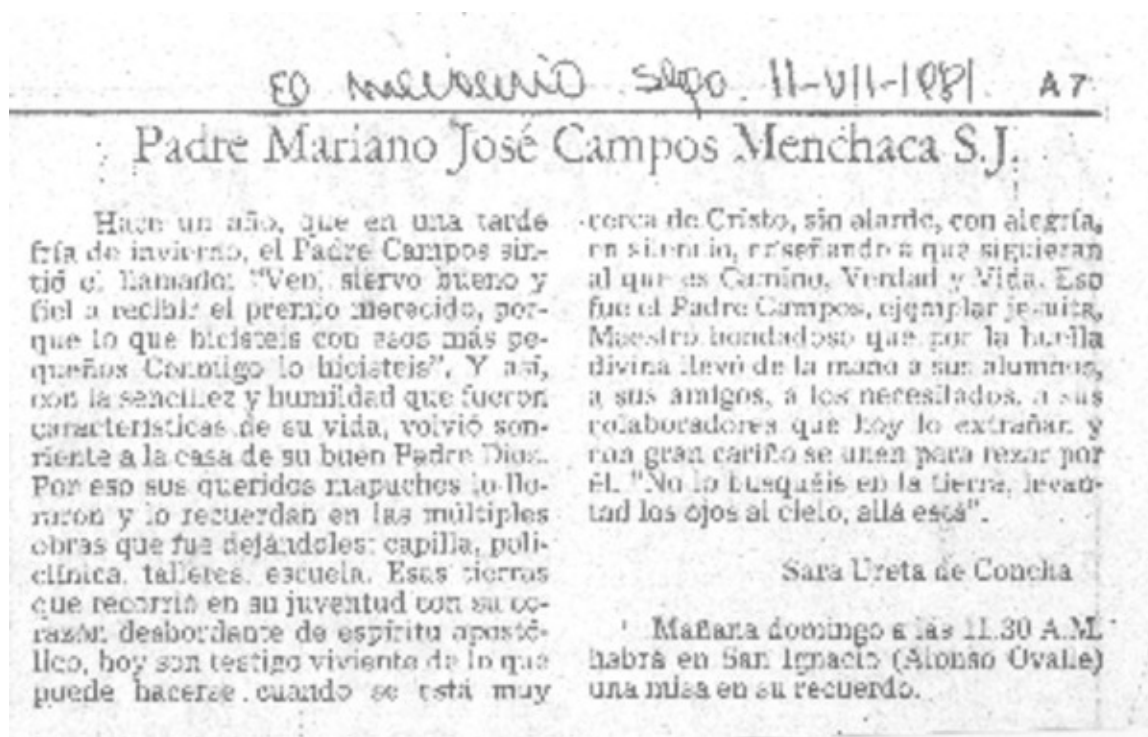 El Mercurio Stgo. 11-VII-1981. A 7
Padre Mariano José Campos Menchaca S.J.
Hace un año, que en una tarde
fría de invierno, el Padre Campos sin-
tió el llamado: "Ven, siervo bueno y
fiel a recibir el premio merecido, por-
que lo que hicisteis con esos más pe-
queños Conmigo lo hicisteis". Y así,
con la sencillez y humildad que fueron
características de su vida, volvió son-
riente a la casa de su buen Padre Dios.
Por eso sus queridos mapuches lo llo-
raron y lo recuerdan en las múltiples
obras que fue dejándoles: capilla, poli-
clínica, talleres, escuela. Esas tierras
que recorrió en su juventud con su co-
razón desbordante de espíritu apostó-
lico, hoy son testigo viviente de lo que
puede hacerse cuando se está muy
cerca de Cristo, sin alarde, con alegría,
en silencio, enseñando a que siguieran
al que es Camino, Verdad y Vida. Eso
fue el Padre Campos, ejemplar jesuita,
Maestro bondadoso que por la huella
divina llevó de la mano a sus alumnos,
a sus amigos, a los necesitados, a sus
colaboradores que hoy lo extrañan y
con gran cariño se unen para rezar por
él. "No lo busquéis en la tierra, levan-
tad los ojos al cielo, allá está".
Sara Ureta de Concha
Mañana domingo a las 11.30 A.M.
habrá en San Ignacio (Alonso Ovalle)
una misa en su recuerdo.